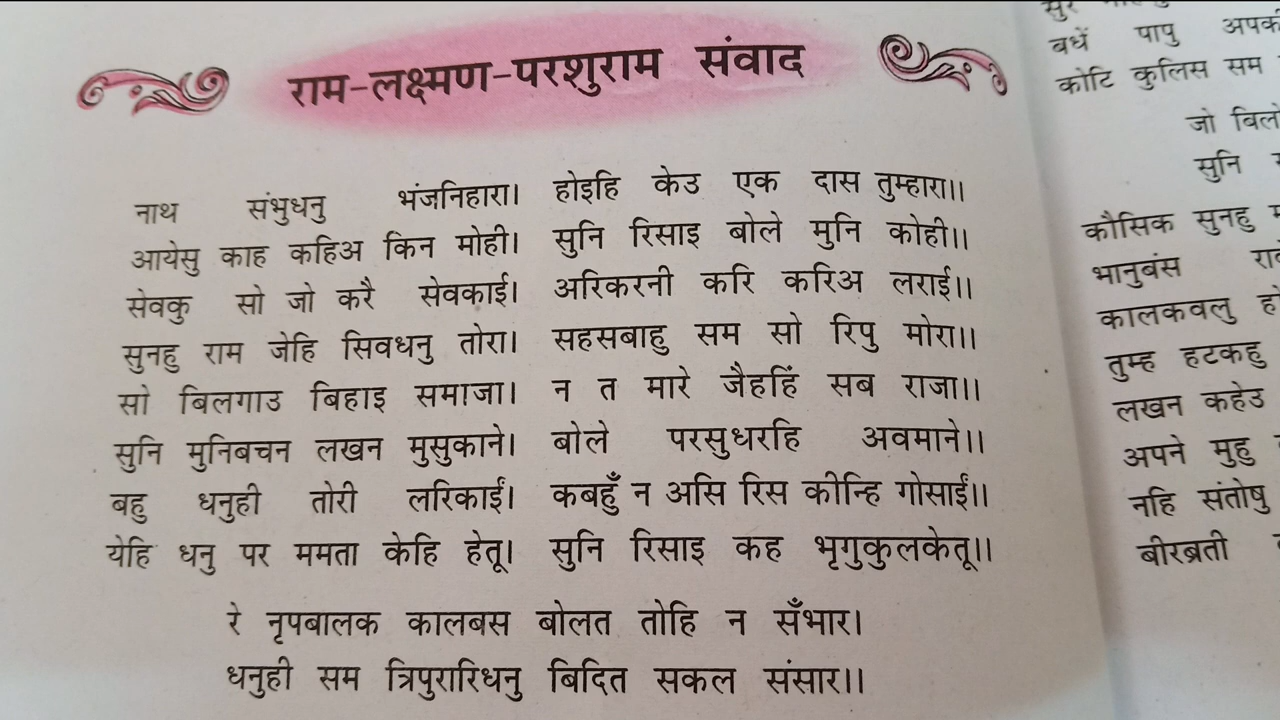 राम-लक्ष्मण-परशुराम संवाद
नाथ संभुधनु भंजनिहारा। होइहि केउ एक दास तुम्हारा।।
आयेसु काह कहिअ किन मोही। सुनि रिसाइ बोले मुनि कोही।।
सेवकु सो जो करै सेवकाई। अरिकरनी करि करिअ लराई।।
सुनहु राम जेहि सिवधनु तोरा। सहसबाहु सम सो रिपु मोरा।।
सो बिलगाउ बिहाइ समाजा। न त मारे जैहहिं सब राजा।।
सुनि मुनिबचन लखन मुसुकाने। बोले परसुधरहि अवमाने।।
बहु धनुही तोरी लरिकाईं। कबहुँ न असि रिस कीन्हि गोसाईं।।
येहि धनु पर ममता केहि हेतू। सुनि रिसाइ कह भृगुकुलकेतू।।
रे नृपबालक कालबस बोलत तोहि न सँभार।
धनुही सम त्रिपुरारिधनु बिदित सकल संसार।।
बधें पापु
कोटि कुलिस सम
जो
सुनि
कौसिक सुनहु
भानुबंस
कालकवलु
तुम्ह हटकहु
लखन कहेउ
अपने मुहु
नहि संतोषु
बीरब्रती